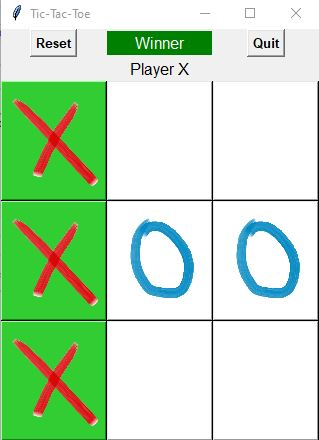 Tic-Tac-Toe
Reset Winner Quit
Player X
X
X O O
X